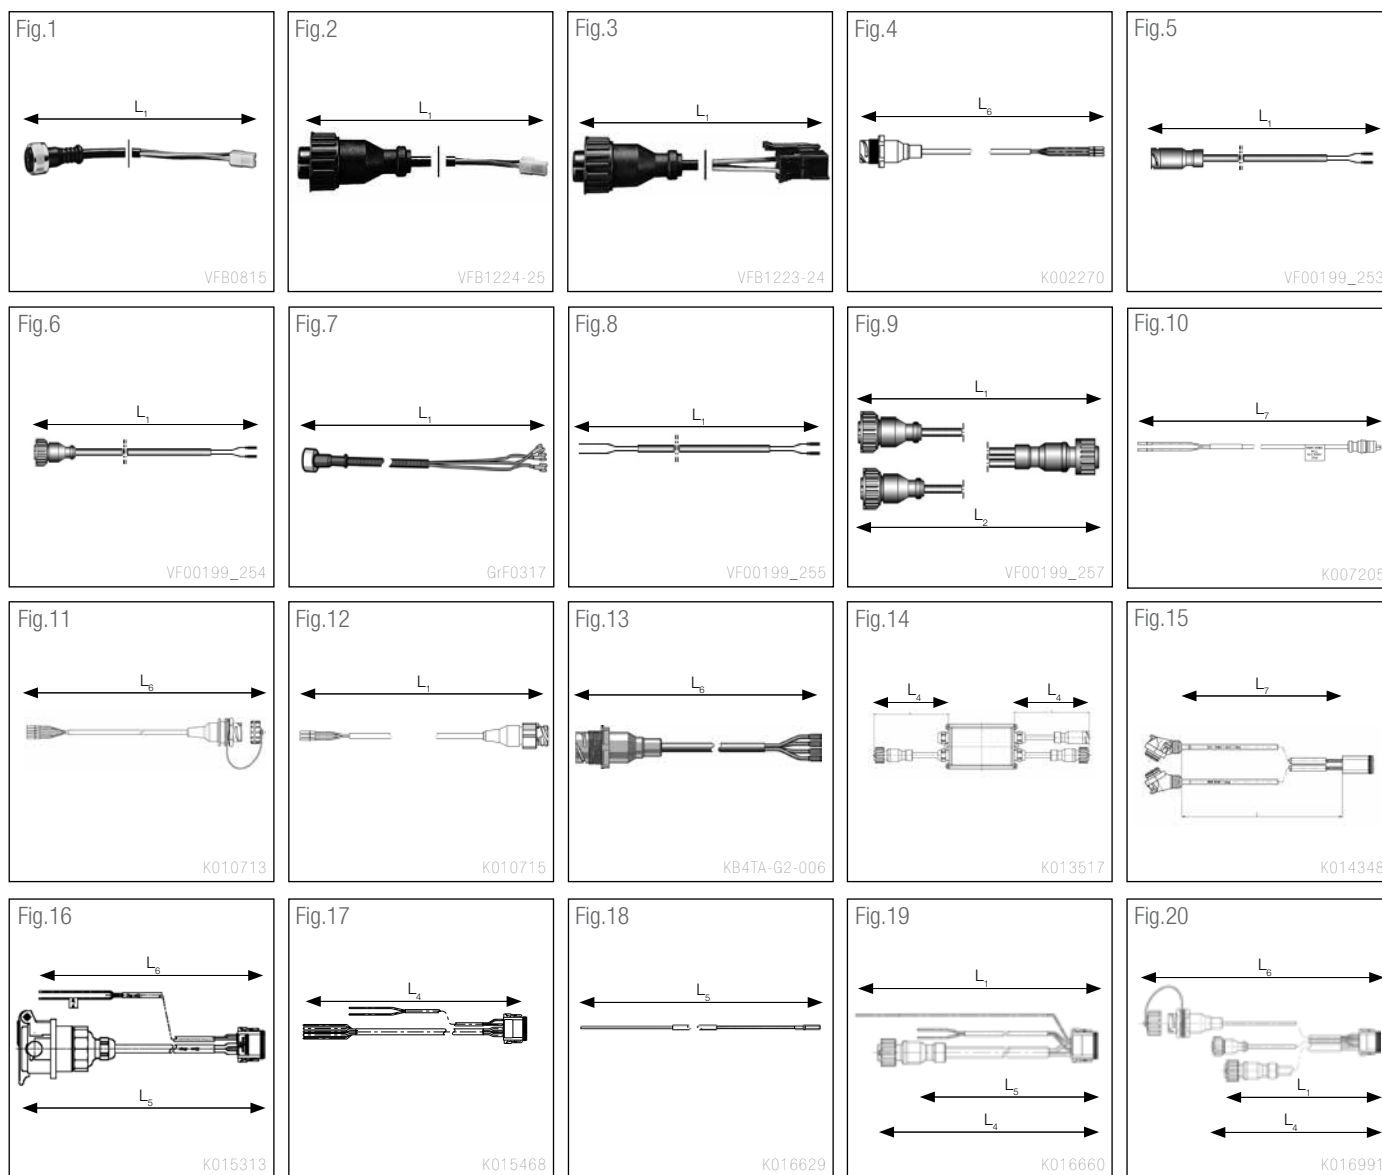 Fig.1
L1
VFB0815
Fig.2
L1
VFB1224-25
Fig.3
L1
VFB1223-24
Fig.4
L6
K002270
Fig.5
L1
VF00199_253
Fig.6
L1
VF00199_254
Fig.7
L1
GrF0317
Fig.8
L1
VF00199_255
Fig.9
L1
L2
VF00199_257
Fig.10
L7
K007205
Fig.11
L6
K010713
Fig.12
L1
K010715
Fig.13
L6
KB4TA-G2-006
Fig.14
L4
L4
K013517
Fig.15
L7
L
K014348
Fig.16
L6
L5
K015313
Fig.17
L4
K015468
Fig.18
L5
K016629
Fig.19
L1
L5
L4
K016660
Fig.20
L6
L1
L4
K016991